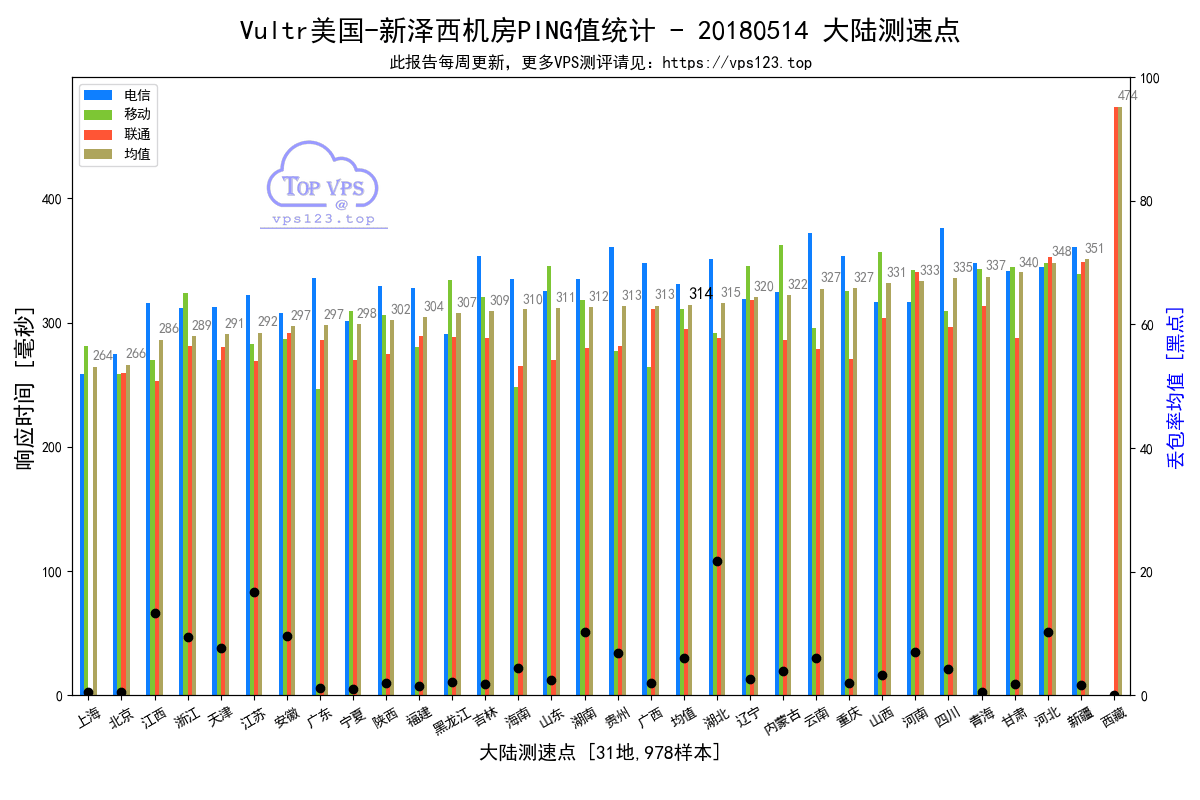 Vultr美国-新泽西机房PING值统计 - 20180514 大陆测速点
此报告每周更新，更多VPS测评请见：https://vps123.top
电信
移动
联通
均值
TOP VPS
@
vps123.top
响应时间 [毫秒]
0
100
200
300
400
丢包率均值 [黑点]
0
20
40
60
80
100
264
266
286
289
291
292
297
297
298
302
304
307
309
310
311
312
313
313
314
315
320
322
327
327
331
333
335
337
340
348
351
474
上海
北京
江西
浙江
天津
江苏
安徽
广东
宁夏
陕西
福建
黑龙江
吉林
海南
山东
湖南
贵州
广西
均值
湖北
辽宁
内蒙古
云南
重庆
山西
河南
四川
青海
甘肃
河北
新疆
西藏
大陆测速点 [31地,978样本]